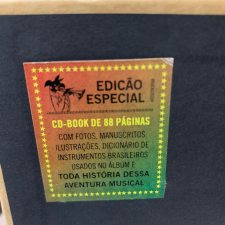 EDIÇÃO
ESPECIAL
CD-BOOK DE 88 PÁGINAS
COM FOTOS, MANUSCRITOS,
ILUSTRAÇÕES, DICIONÁRIO DE
INSTRUMENTOS BRASILEIROS
USADOS NO ÁLBUM E
TODA HISTÓRIA DESSA
AVENTURA MUSICAL